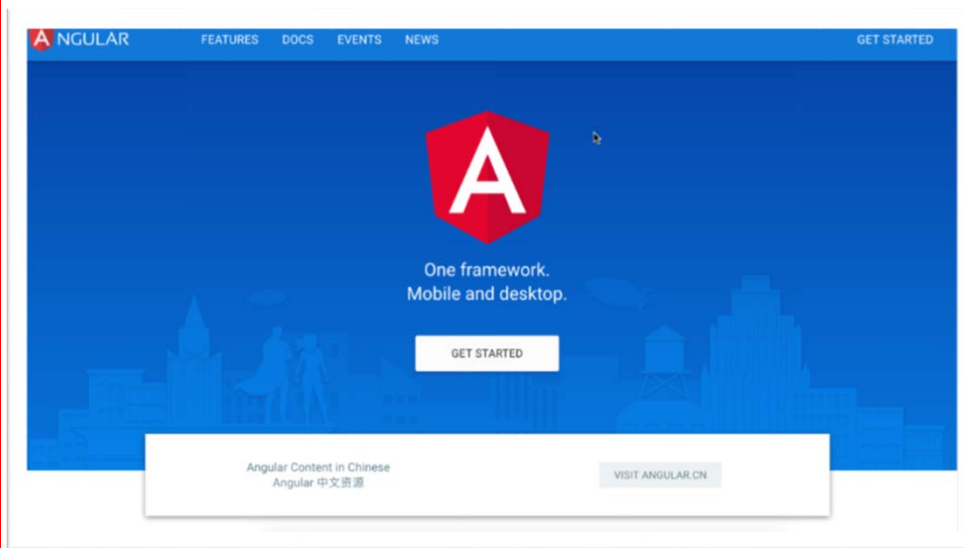 ANGULAR
FEATURES DOCS EVENTS NEWS GET STARTED
A
One framework.
Mobile and desktop.
GET STARTED
Angular Content in Chinese
Angular 中文资源
VISIT ANGULAR.CN